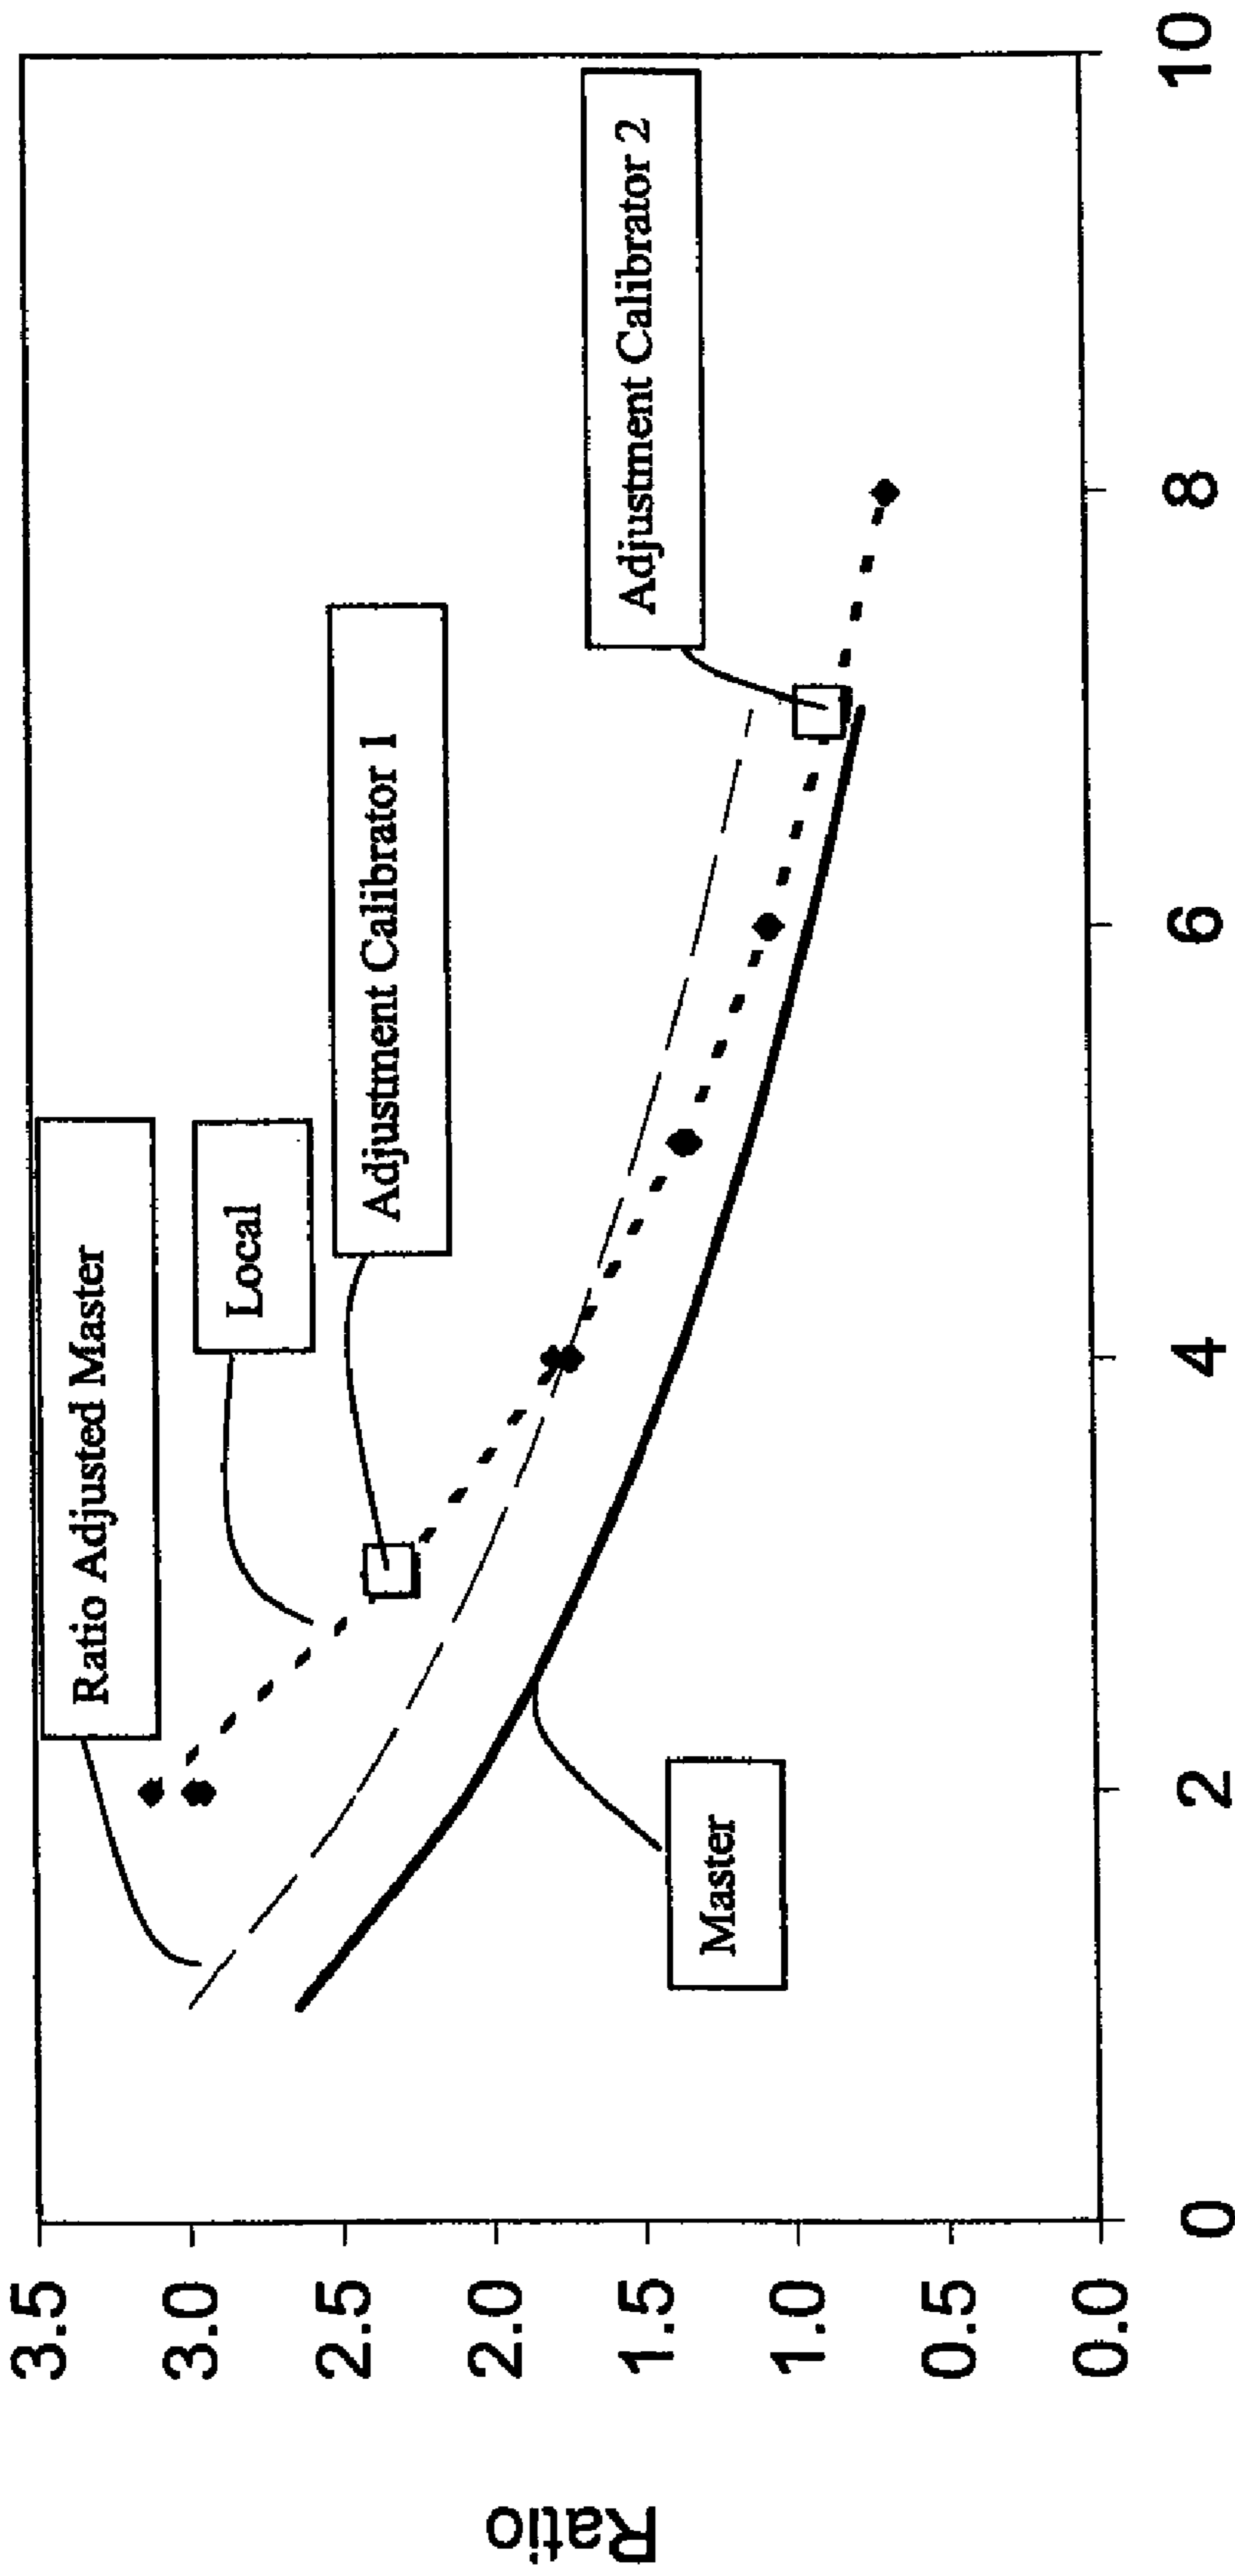 Ratio
3.5
3.0
2.5
2.0
1.5
1.0
0.5
0.0
Ratio Adjusted Master
Local
Adjustment Calibrator 1
Adjustment Calibrator 2
Master
0
2
4
6
8
10